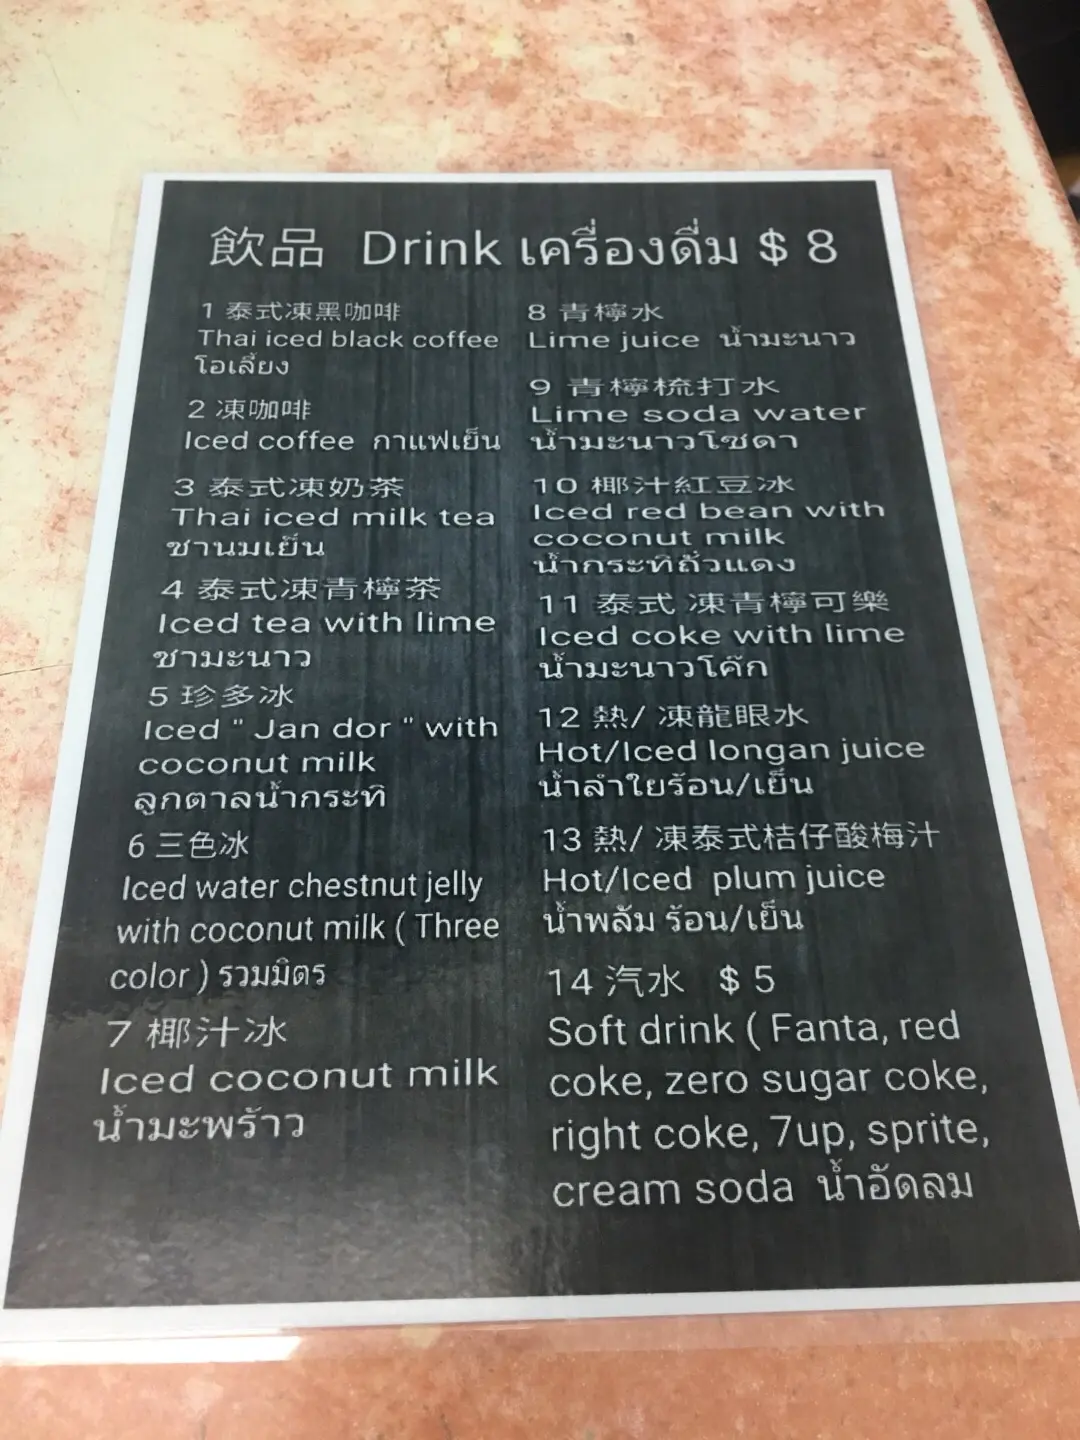 飲品 Drink เครื่องดื่ม $ 8
1 泰式凍黑咖啡
Thai iced black coffee
โอเลี้ยง
2 凍咖啡
Iced coffee กาแฟเย็น
3 泰式凍奶茶
Thai iced milk tea
ชานมเย็น
4 泰式凍青檸茶
Iced tea with lime
ชามะนาว
5 珍多冰
Iced " Jan dor " with
coconut milk
ลูกตาลน้ำกระทิ
6 三色冰
Iced water chestnut jelly
with coconut milk ( Three
color ) รวมมิตร
7 椰汁冰
Iced coconut milk
น้ำมะพร้าว
8 青檸水
Lime juice น้ำมะนาว
9 青檸梳打水
Lime soda water
น้ำมะนาวโซดา
10 椰汁紅豆冰
Iced red bean with
coconut milk
น้ำกระทิถั่วแดง
11 泰式 凍青檸可樂
Iced coke with lime
น้ำมะนาวโค๊ก
12 熱/ 凍龍眼水
Hot/Iced longan juice
น้ำลำใยร้อน/เย็น
13 熱/ 凍泰式桔仔酸梅汁
Hot/Iced plum juice
น้ำพลัม ร้อน/เย็น
14 汽水 $ 5
Soft drink ( Fanta, red
coke, zero sugar coke,
right coke, 7up, sprite,
cream soda น้ำอัดลม